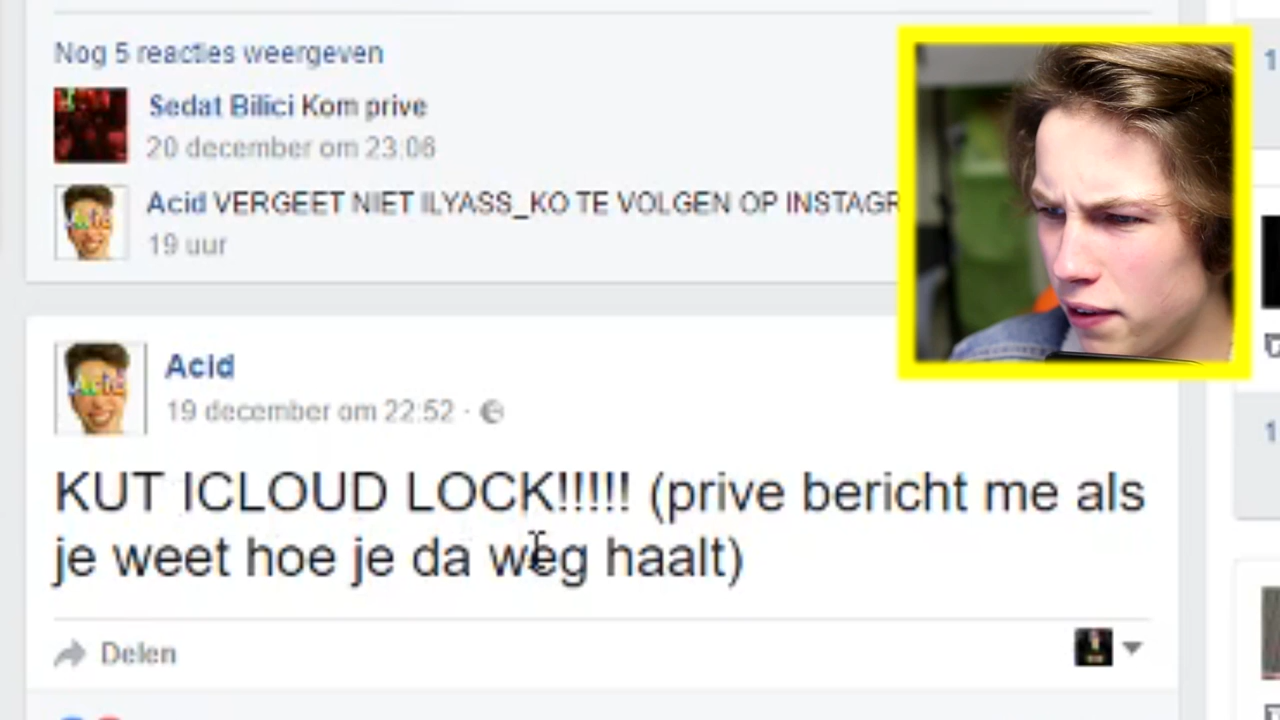 Nog 5 reacties weergeven
Sedat Bilici Kom prive
20 december om 23:06
Acid VERGEET NIET ILYASS_KO TE VOLGEN OP INSTAGR
19 uur
Acid
19 december om 22:52
KUT ICLOUD LOCK!!!!! (prive bericht me als
je weet hoe je da weg haalt)
Delen